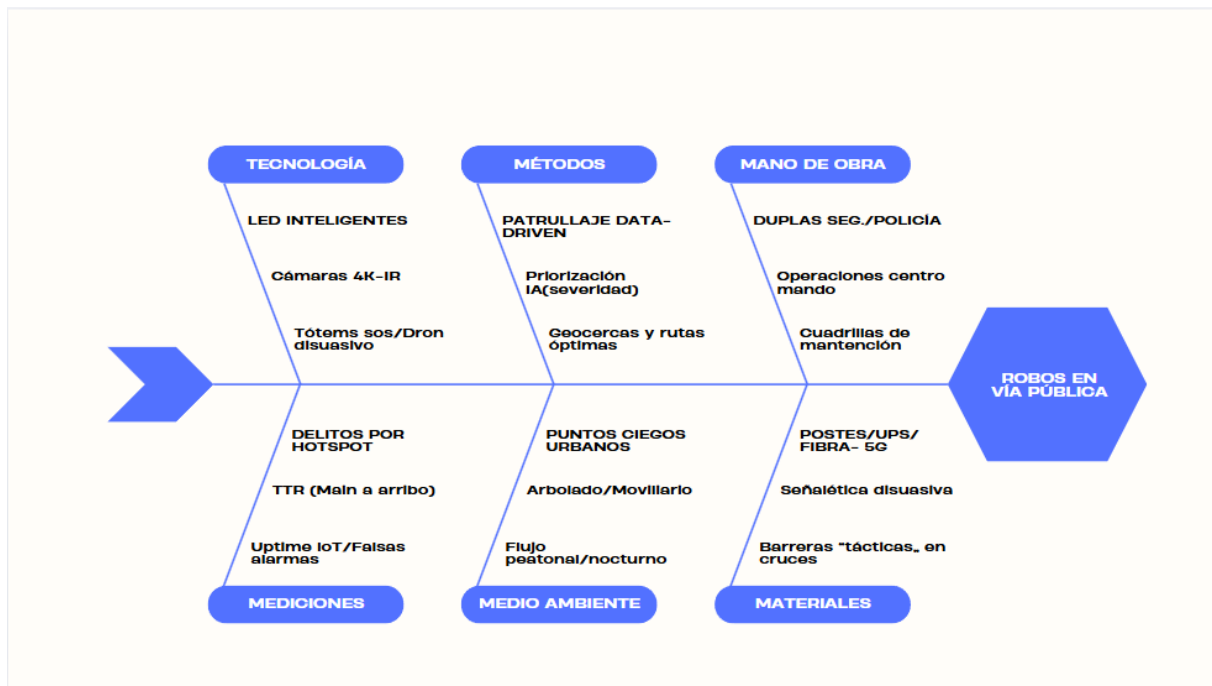 TECNOLOGÍA
MÉTODOS
MANO DE OBRA
LED INTELIGENTES
PATRULLAJE DATA-
DRIVEN
DUPLAS SEG./POLICÍA
Cámaras 4K-IR
Priorización
IA(severidad)
Operaciones centro
mando
Tótems sos/Dron
disuasivo
Geocercas y rutas
óptimas
Cuadrillas de
mantención
ROBOS EN
VÍA PÚBLICA
DELITOS POR
HOTSPOT
PUNTOS CIEGOS
URBANOS
POSTES/UPS/
FIBRA- 5G
TTR (Main a arribo)
Arbolado/Moviliario
Señalética disuasiva
Uptime IoT/Falsas
alarmas
Flujo
peatonal/nocturno
Barreras "tácticas„ en
cruces
MEDICIONES
MEDIO AMBIENTE
MATERIALES